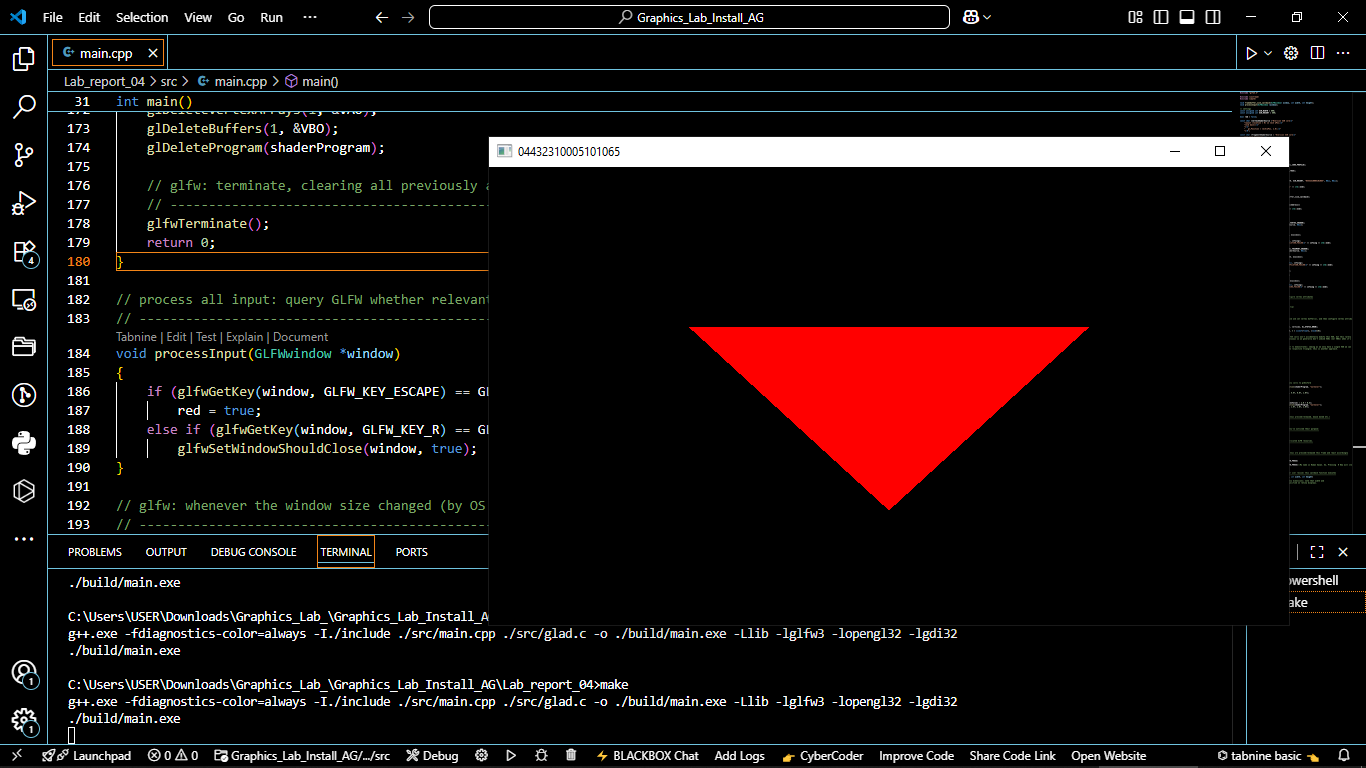 File Edit Selection View Go Run ··· Graphics_Lab_Install_AG
main.cpp
Lab_report_04 > src > main.cpp > main()
31 int main()
173 glDeleteBuffers(1, &VBO);
174 glDeleteProgram(shaderProgram);
175
176 // glfw: terminate, clearing all previously
177 // ----------------------------------------
178 glfwTerminate();
179 return 0;
180 }
181
182 // process all input: query GLFW whether relevant
183 // ----------------------------------------
Tabnine | Edit | Test | Explain | Document
184 void processInput(GLFWwindow *window)
185 {
186 if (glfwGetKey(window, GLFW_KEY_ESCAPE) ==
187 red = true;
188 else if (glfwGetKey(window, GLFW_KEY_R) ==
189 glfwSetWindowShouldClose(window, true);
190 }
191
192 // glfw: whenever the window size changed (by OS
193 // ----------------------------------------
04432310005101065
PROBLEMS OUTPUT DEBUG CONSOLE TERMINAL PORTS
./build/main.exe
C:\Users\USER\Downloads\Graphics_Lab_\Graphics_Lab_Install_A
g++.exe -fdiagnostics-color=always -I./include ./src/main.cpp ./src/glad.c -o ./build/main.exe -Llib -lglfw3 -lopengl32 -lgdi32
./build/main.exe
C:\Users\USER\Downloads\Graphics_Lab_\Graphics_Lab_Install_AG\Lab_report_04>make
g++.exe -fdiagnostics-color=always -I./include ./src/main.cpp ./src/glad.c -o ./build/main.exe -Llib -lglfw3 -lopengl32 -lgdi32
./build/main.exe
owershell
ake
4
1
1
Launchpad 0 0 Graphics_Lab_Install_AG/.../src Debug BLACKBOX Chat Add Logs CyberCoder Improve Code Share Code Link Open Website tabnine basic